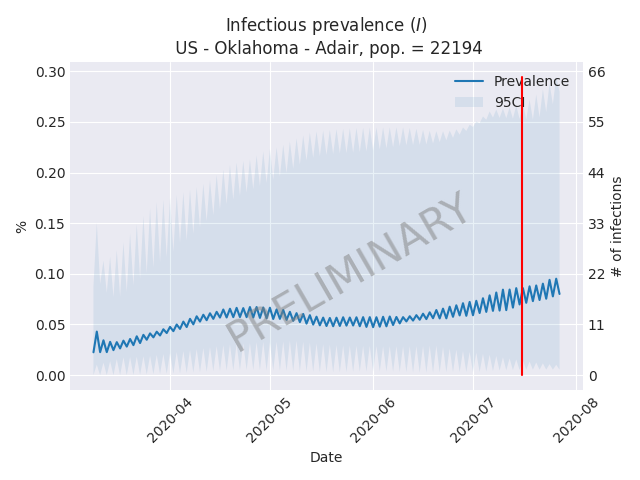 Infectious prevalence (I)
US - Oklahoma - Adair, pop. = 22194
Prevalence
95CI
PRELIMINARY
%
0.30
0.25
0.20
0.15
0.10
0.05
0.00
66
55
44
33
22
11
0
# of infections
2020-04
2020-05
2020-06
2020-07
2020-08
Date